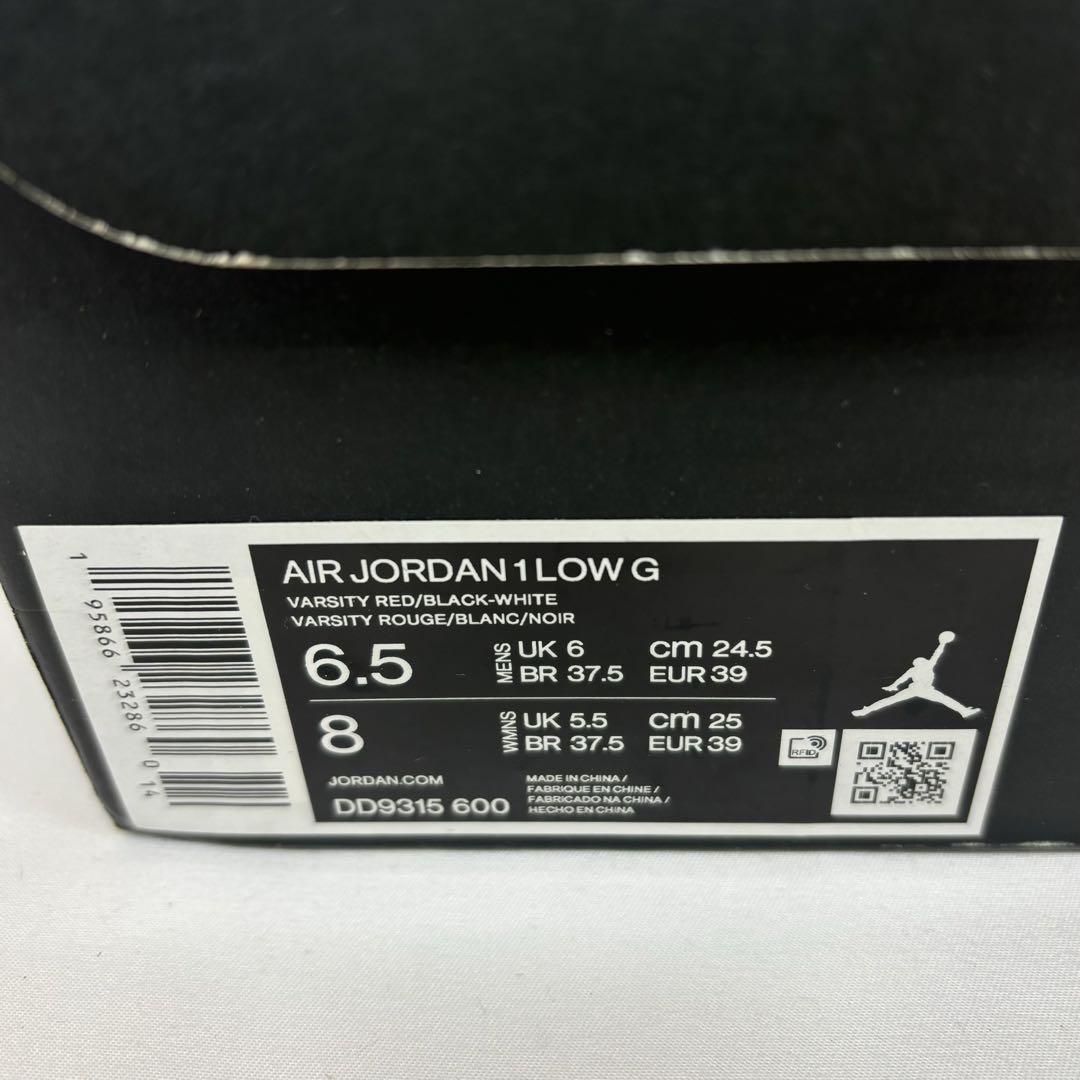 AIR JORDAN 1 LOW G
VARSITY RED/BLACK-WHITE
VARSITY ROUGE/BLANC/NOIR
6.5 MENS UK 6 cm 24.5
BR 37.5 EUR 39
8 WMNS UK 5.5 cm 25
BR 37.5 EUR 39
JORDAN.COM
DD9315 600
MADE IN CHINA /
FABRIQUE EN CHINE /
FABRICADO NA CHINA /
HECHO EN CHINA
RFID
1 95866 23286 0 14